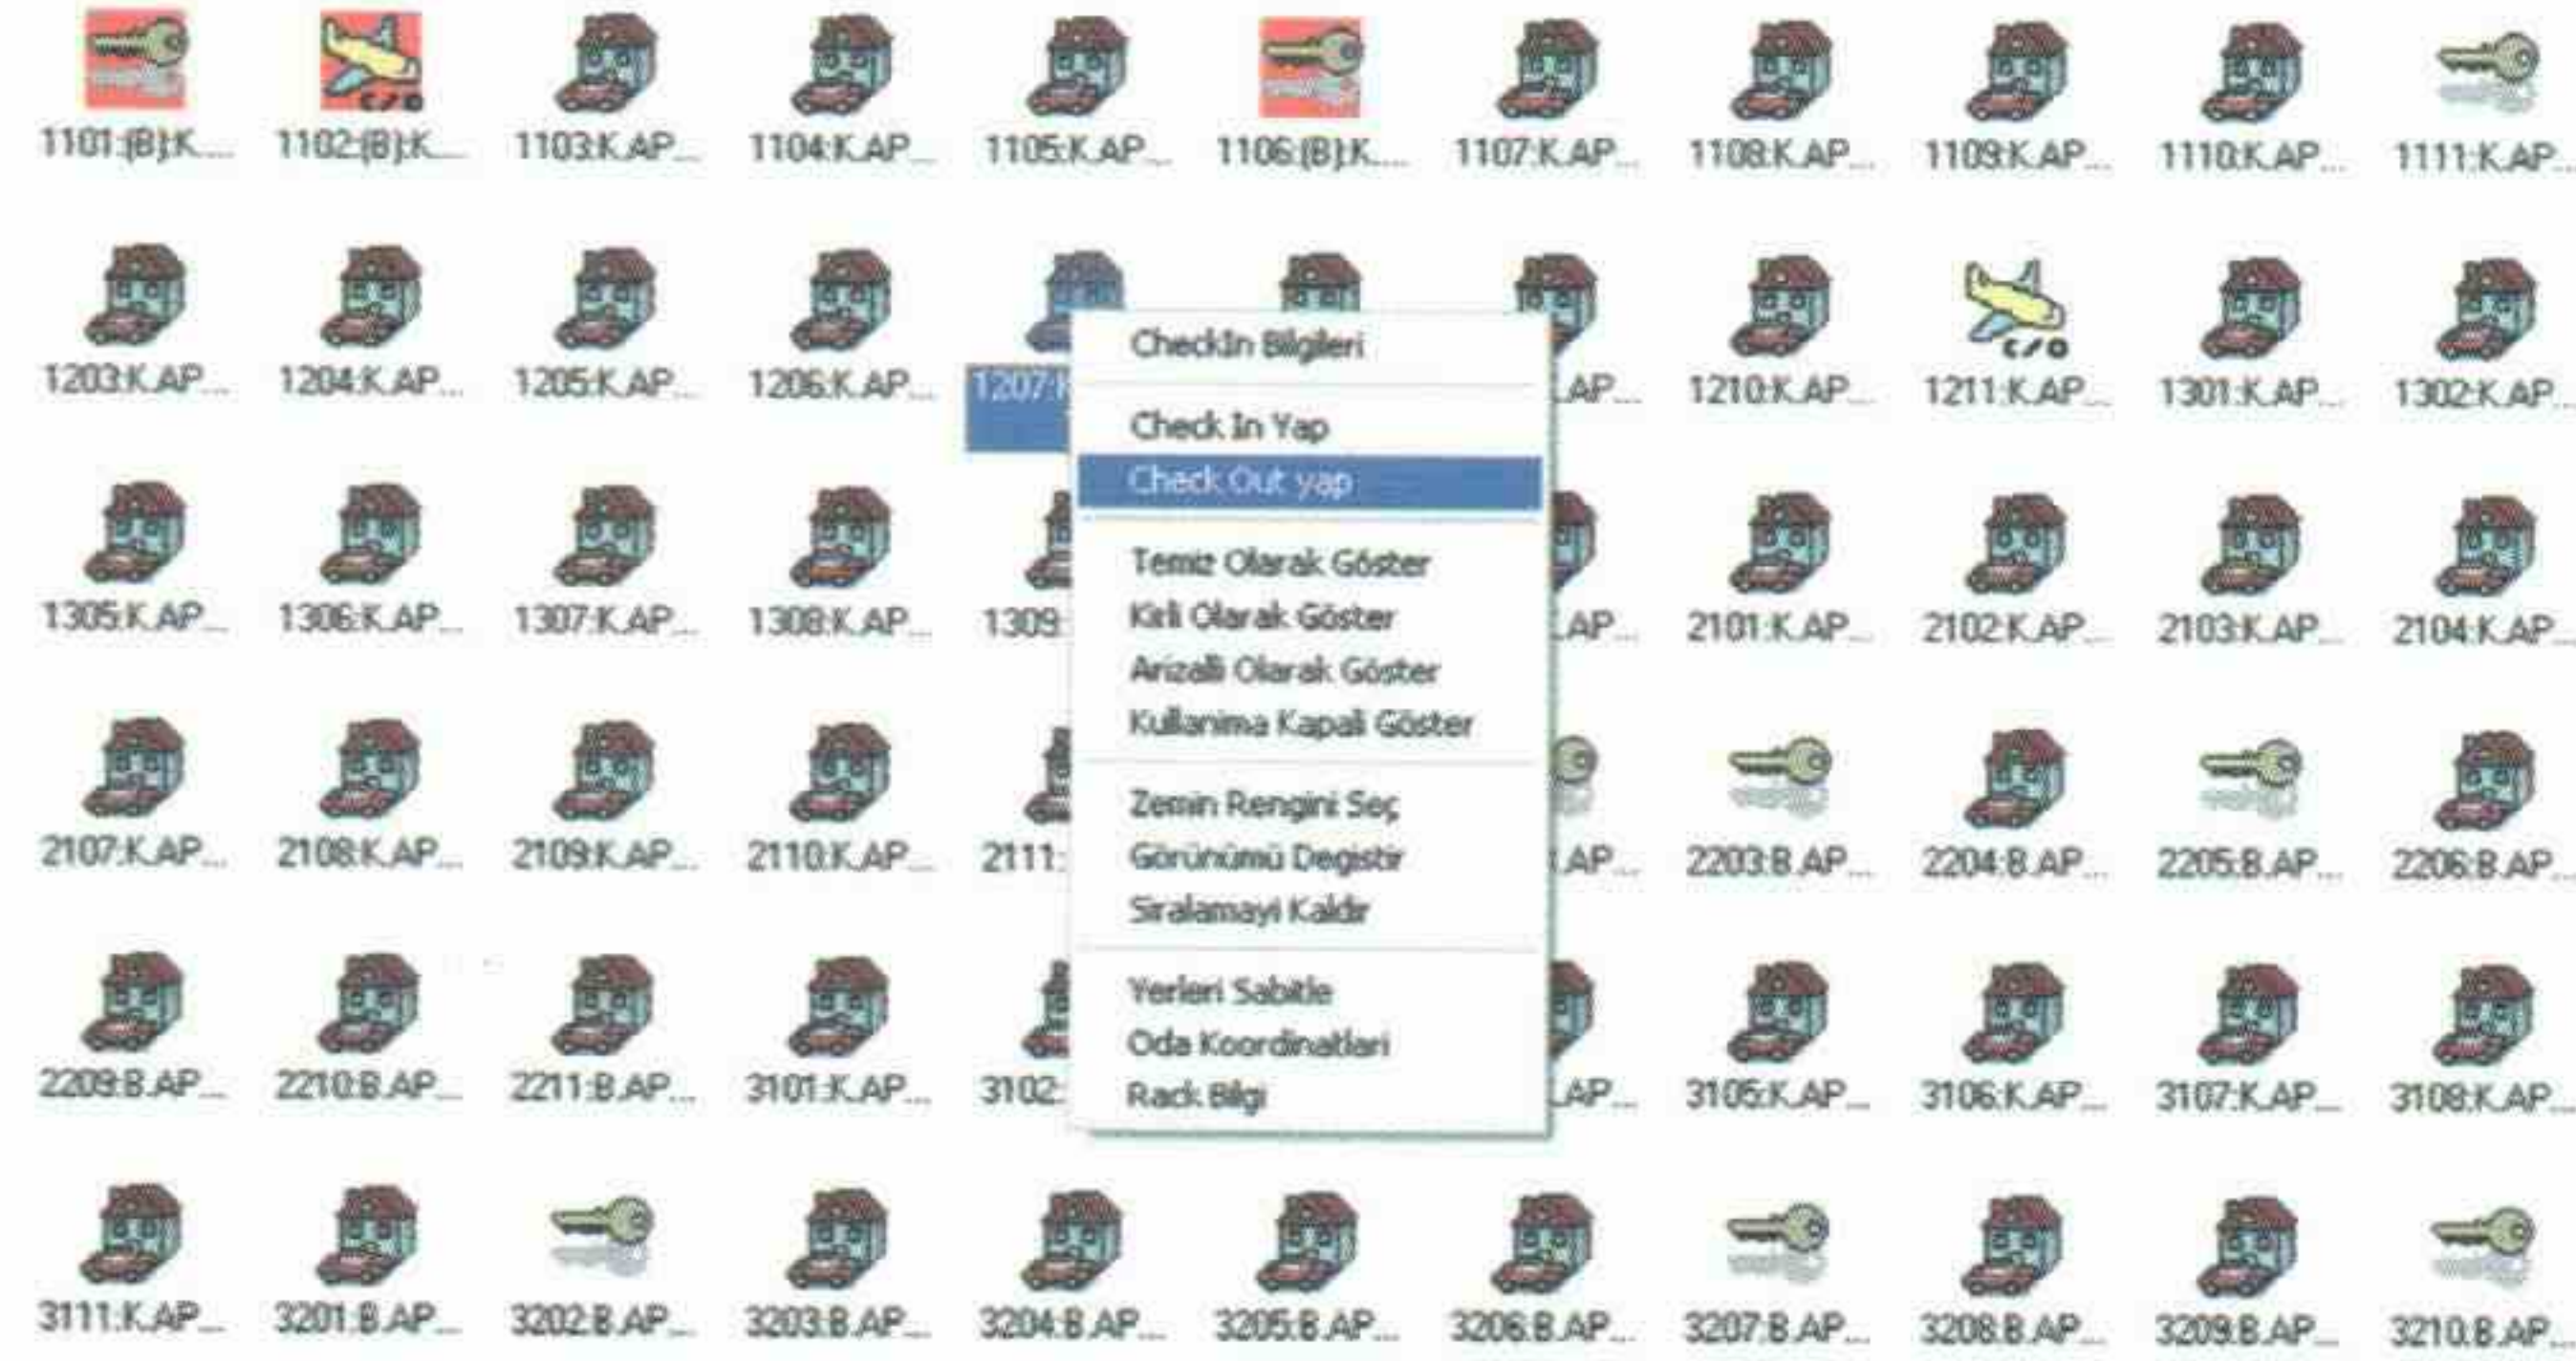 1101:(B):K.... 1102:(B):K... 1103:K.AP... 1104:K.AP... 1105:K.AP... 1106:(B):K.... 1107:K.AP... 1108:K.AP... 1109:K.AP... 1110:K.AP... 1111:K.AP...
1203:K.AP... 1204:K.AP... 1205:K.AP... 1206:K.AP... 1207:K .AP... 1210:K.AP... 1211:K.AP... 1301:K.AP... 1302:K.AP...
1305:K.AP... 1306:K.AP... 1307:K.AP... 1308:K.AP... 1309: .AP... 2101:K.AP... 2102:K.AP... 2103:K.AP... 2104:K.AP...
2107:K.AP... 2108:K.AP... 2109:K.AP... 2110:K.AP... 2111: .AP... 2203:B.AP... 2204:B.AP... 2205:B.AP... 2206:B.AP...
2209:B.AP... 2210:B.AP... 2211:B.AP... 3101:K.AP... 3102: .AP... 3105:K.AP... 3106:K.AP... 3107:K.AP... 3108:K.AP...
3111:K.AP... 3201:B.AP... 3202:B.AP... 3203:B.AP... 3204:B.AP... 3205:B.AP... 3206:B.AP... 3207:B.AP... 3208:B.AP... 3209:B.AP... 3210:B.AP...
CheckIn Bilgileri
Check In Yap
Check Out yap
Temiz Olarak Göster
Kirli Olarak Göster
Arizalli Olarak Göster
Kullanima Kapali Göster
Zemin Rengini Seç
Görünümü Degistir
Siralamayi Kaldir
Yerleri Sabitle
Oda Koordinatlari
Rack Bilgi
c/o
c/o